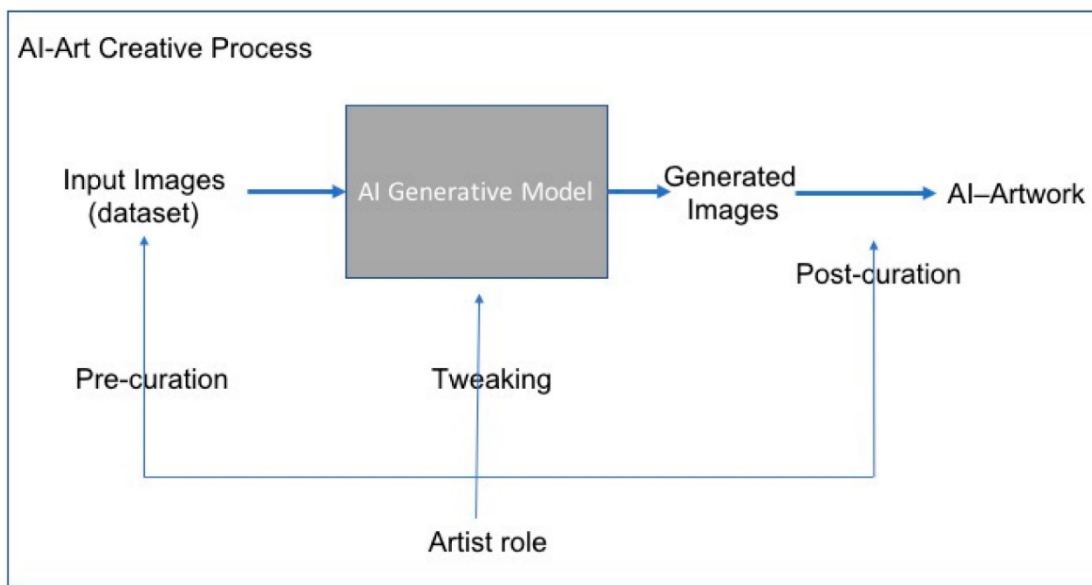 AI-Art Creative Process
Input Images
(dataset)
AI Generative Model
Generated
Images
AI–Artwork
Post-curation
Pre-curation
Tweaking
Artist role